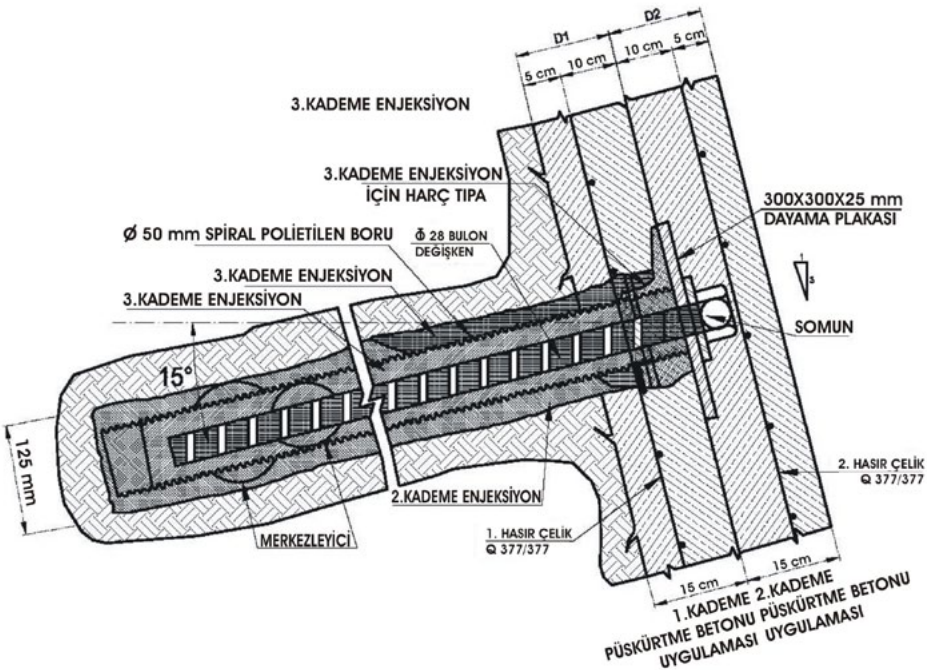 D1
D2
5 cm
10 cm
10 cm
5 cm
3.KADEME ENJEKSİYON
3.KADEME ENJEKSİYON
İÇİN HARÇ TIPA
300X300X25 mm
DAYAMA PLAKASI
Ø 50 mm SPİRAL POLİETİLEN BORU
Φ 28 BULON
DEĞİŞKEN
3.KADEME ENJEKSİYON
3.KADEME ENJEKSİYON
1
3
SOMUN
15°
125 mm
2.KADEME ENJEKSİYON
MERKEZLEYİCİ
1. HASIR ÇELİK
Q 377/377
2. HASIR ÇELİK
Q 377/377
15 cm
15 cm
1.KADEME 2.KADEME
PÜSKÜRTME BETONU PÜSKÜRTME BETONU
UYGULAMASI UYGULAMASI